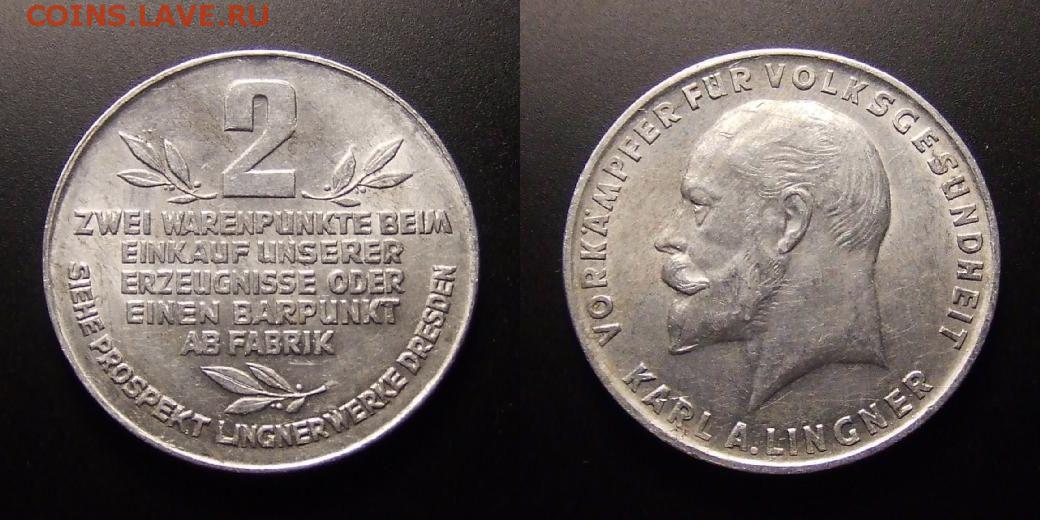 COINS.LAVE.RU
2
ZWEI WARENPUNKTE BEIM
EINKAUF UNSERER
ERZEUGNISSE ODER
EINEN BARPUNKT
AB FABRIK
SIEHE PROSPEKT LINGNERWERKE DRESDEN
VORKÄMPFER FÜR VOLKSGESUNDHEIT
KARL A. LINGNER